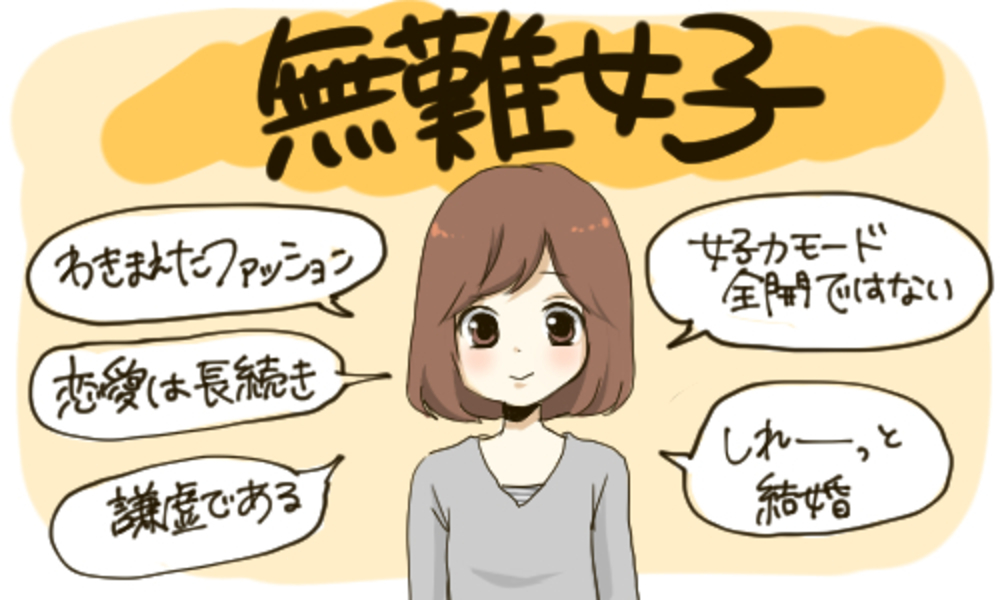 無難女子
わきまえたファッション
恋愛は長続き
謙虚である
女子力モード
全開ではない
しれーーっと
結婚